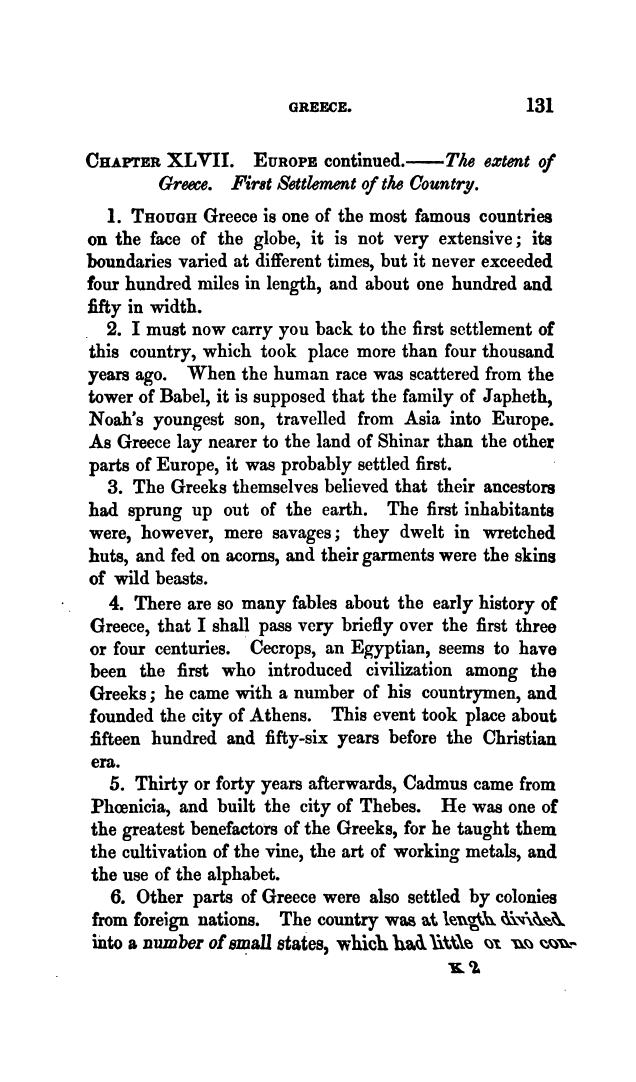 GREECE. 131
CHAPTER XLVII. EUROPE continued.——The extent of
Greece. First Settlement of the Country.
1. THOUGH Greece is one of the most famous countries
on the face of the globe, it is not very extensive; its
boundaries varied at different times, but it never exceeded
four hundred miles in length, and about one hundred and
fifty in width.
2. I must now carry you back to the first settlement of
this country, which took place more than four thousand
years ago. When the human race was scattered from the
tower of Babel, it is supposed that the family of Japheth,
Noah's youngest son, travelled from Asia into Europe.
As Greece lay nearer to the land of Shinar than the other
parts of Europe, it was probably settled first.
3. The Greeks themselves believed that their ancestors
had sprung up out of the earth. The first inhabitants
were, however, mere savages; they dwelt in wretched
huts, and fed on acorns, and their garments were the skins
of wild beasts.
4. There are so many fables about the early history of
Greece, that I shall pass very briefly over the first three
or four centuries. Cecrops, an Egyptian, seems to have
been the first who introduced civilization among the
Greeks; he came with a number of his countrymen, and
founded the city of Athens. This event took place about
fifteen hundred and fifty-six years before the Christian
era.
5. Thirty or forty years afterwards, Cadmus came from
Phœnicia, and built the city of Thebes. He was one of
the greatest benefactors of the Greeks, for he taught them
the cultivation of the vine, the art of working metals, and
the use of the alphabet.
6. Other parts of Greece were also settled by colonies
from foreign nations. The country was at length divided
into a number of small states, which had little or no con-
K 2